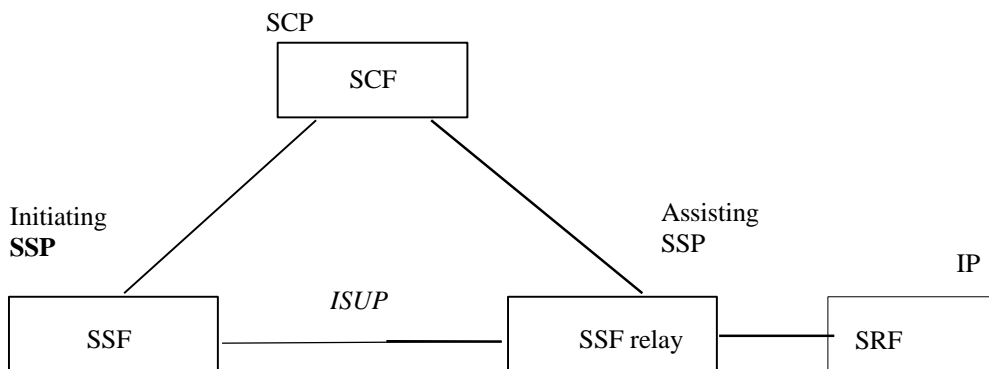 SCP
SCF
Initiating
SSP
Assisting
SSP
IP
ISUP
SSF
SSF relay
SRF